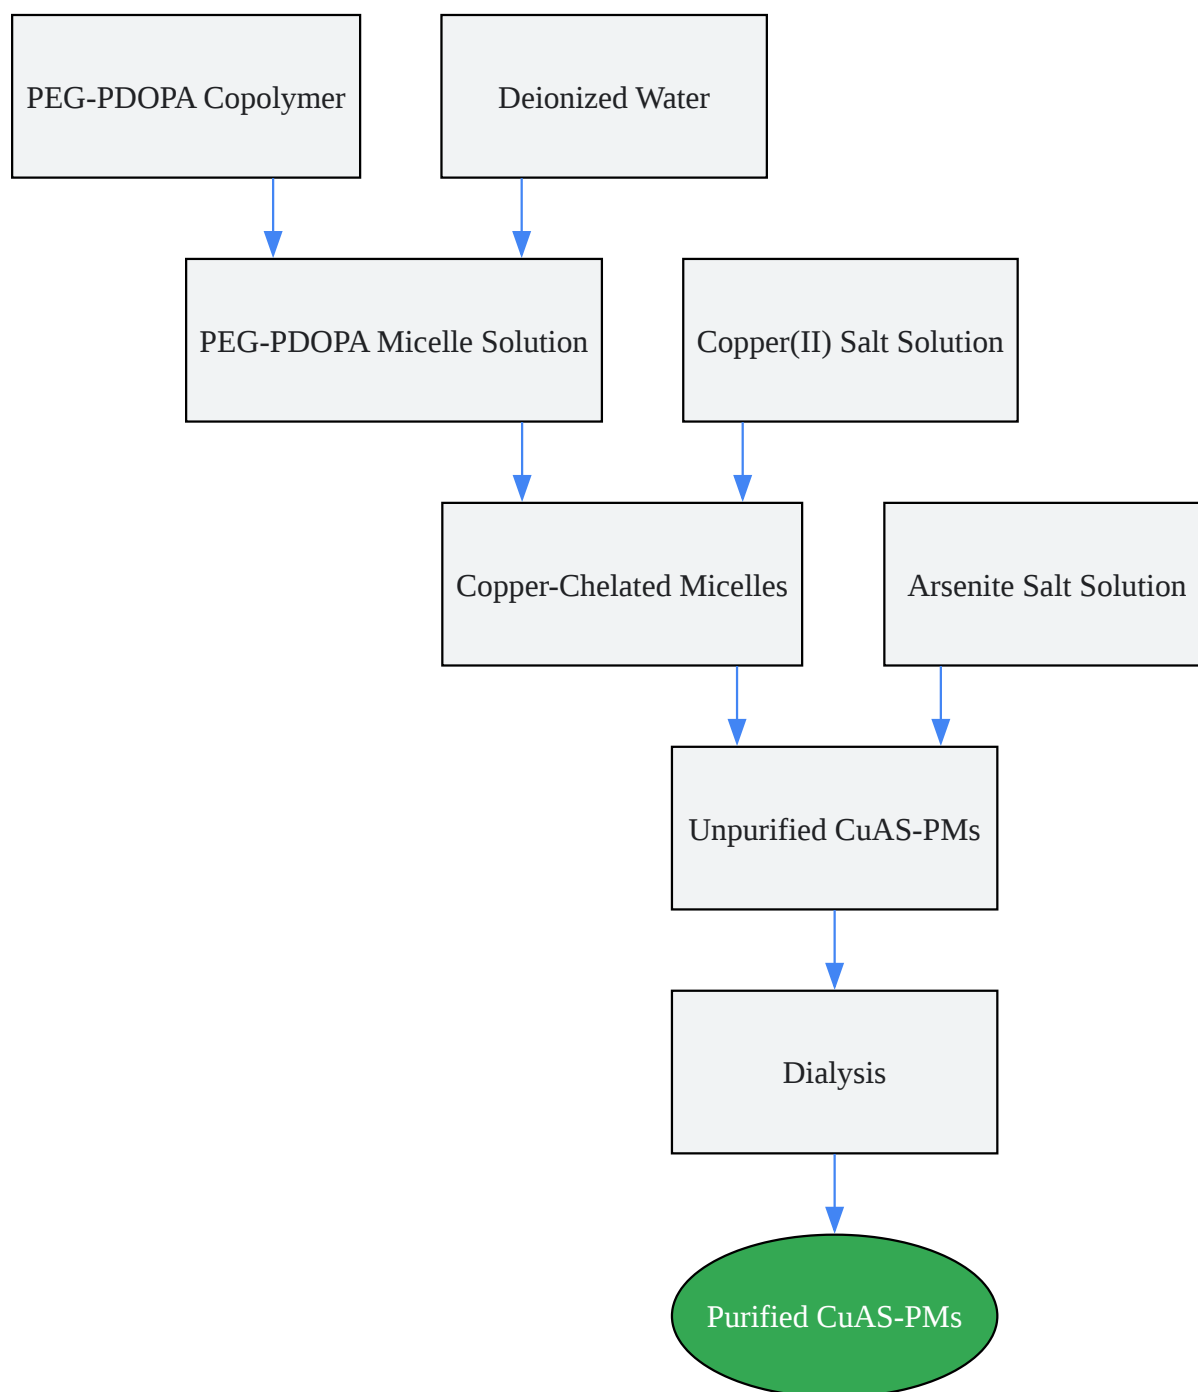 PEG-PDOPA Copolymer
Deionized Water
PEG-PDOPA Micelle Solution
Copper(II) Salt Solution
Copper-Chelated Micelles
Arsenite Salt Solution
Unpurified CuAS-PMs
Dialysis
Purified CuAS-PMs